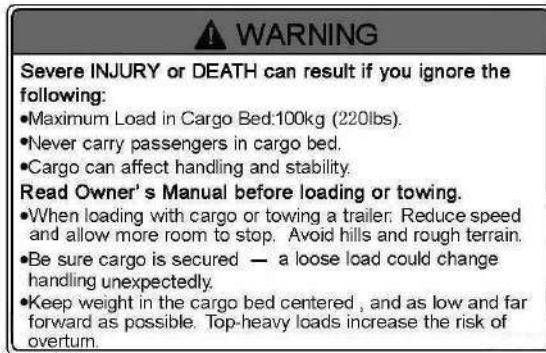 ⚠ WARNING
Severe INJURY or DEATH can result if you ignore the
following:
•Maximum Load in Cargo Bed:100kg (220lbs).
•Never carry passengers in cargo bed.
•Cargo can affect handling and stability.
Read Owner's Manual before loading or towing.
•When loading with cargo or towing a trailer: Reduce speed
and allow more room to stop. Avoid hills and rough terrain.
•Be sure cargo is secured — a loose load could change
handling unexpectedly.
•Keep weight in the cargo bed centered , and as low and far
forward as possible. Top-heavy loads increase the risk of
overturn.